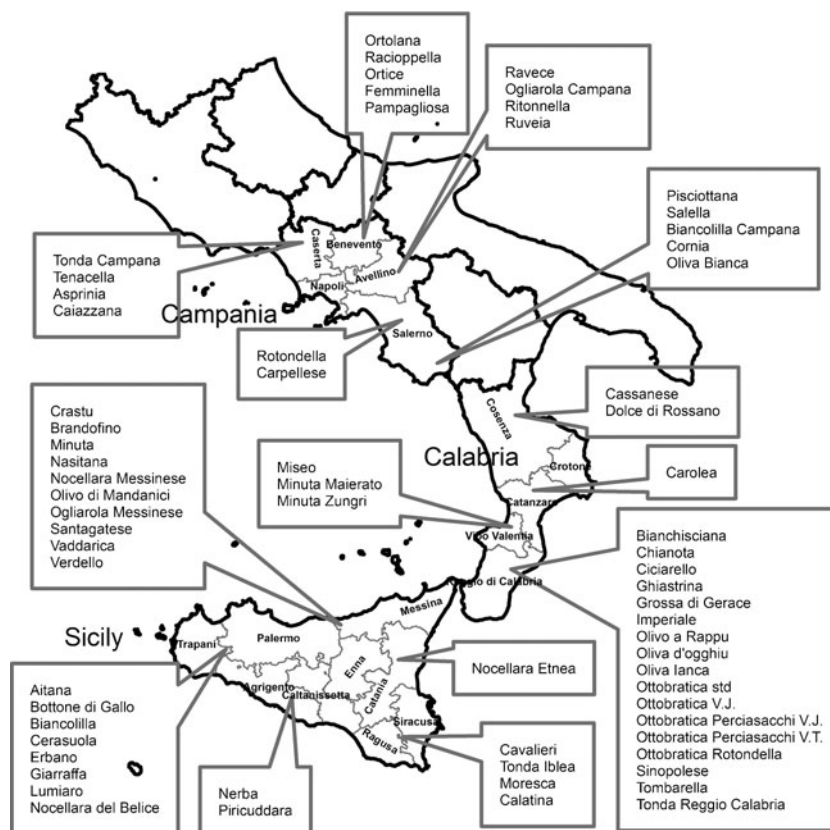 Ortolana
Racioppella
Ortice
Femminella
Pampagliosa
Ravece
Ogliarola Campana
Ritonnella
Ruveia
Pisciottana
Salella
Biancolilla Campana
Cornia
Oliva Bianca
Tonda Campana
Tenacella
Asprinia
Caiazzana
Caserta
Benevento
Avellino
Napoli
Campania
Salerno
Rotondella
Carpellese
Cassanese
Dolce di Rossano
Cosenza
Crastu
Brandofino
Minuta
Nasitana
Nocellara Messinese
Olivo di Mandanici
Ogliarola Messinese
Santagatese
Vaddarica
Verdello
Calabria
Crotone
Carolea
Miseo
Minuta Maierato
Minuta Zungri
Catanzaro
Vibo Valentia
Reggio di Calabria
Bianchisciana
Chianota
Ciciarello
Ghiastrina
Grossa di Gerace
Imperiale
Olivo a Rappu
Oliva d'ogghiu
Oliva Ianca
Ottobratica std
Ottobratica V.J.
Ottobratica Perciasacchi V.J.
Ottobratica Perciasacchi V.T.
Ottobratica Rotondella
Sinopolese
Tombarella
Tonda Reggio Calabria
Messina
Sicily
Trapani
Palermo
Enna
Agrigento
Caltanissetta
Catania
Siracusa
Ragusa
Nocellara Etnea
Aitana
Bottone di Gallo
Biancolilla
Cerasuola
Erbano
Giarraffa
Lumiaro
Nocellara del Belice
Nerba
Piricuddara
Cavalieri
Tonda Iblea
Moresca
Calatina